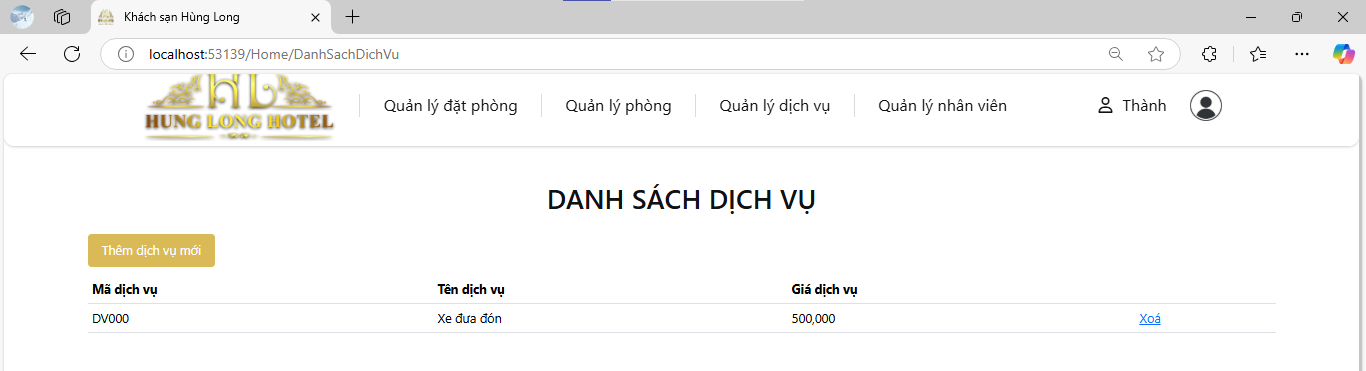 Khách sạn Hùng Long
localhost:53139/Home/DanhSachDichVu
HL
HUNG LONG HOTEL
Quản lý đặt phòng
Quản lý phòng
Quản lý dịch vụ
Quản lý nhân viên
Thành
DANH SÁCH DỊCH VỤ
Thêm dịch vụ mới
Mã dịch vụ Tên dịch vụ Giá dịch vụ
DV000 Xe đưa đón 500,000 Xoá